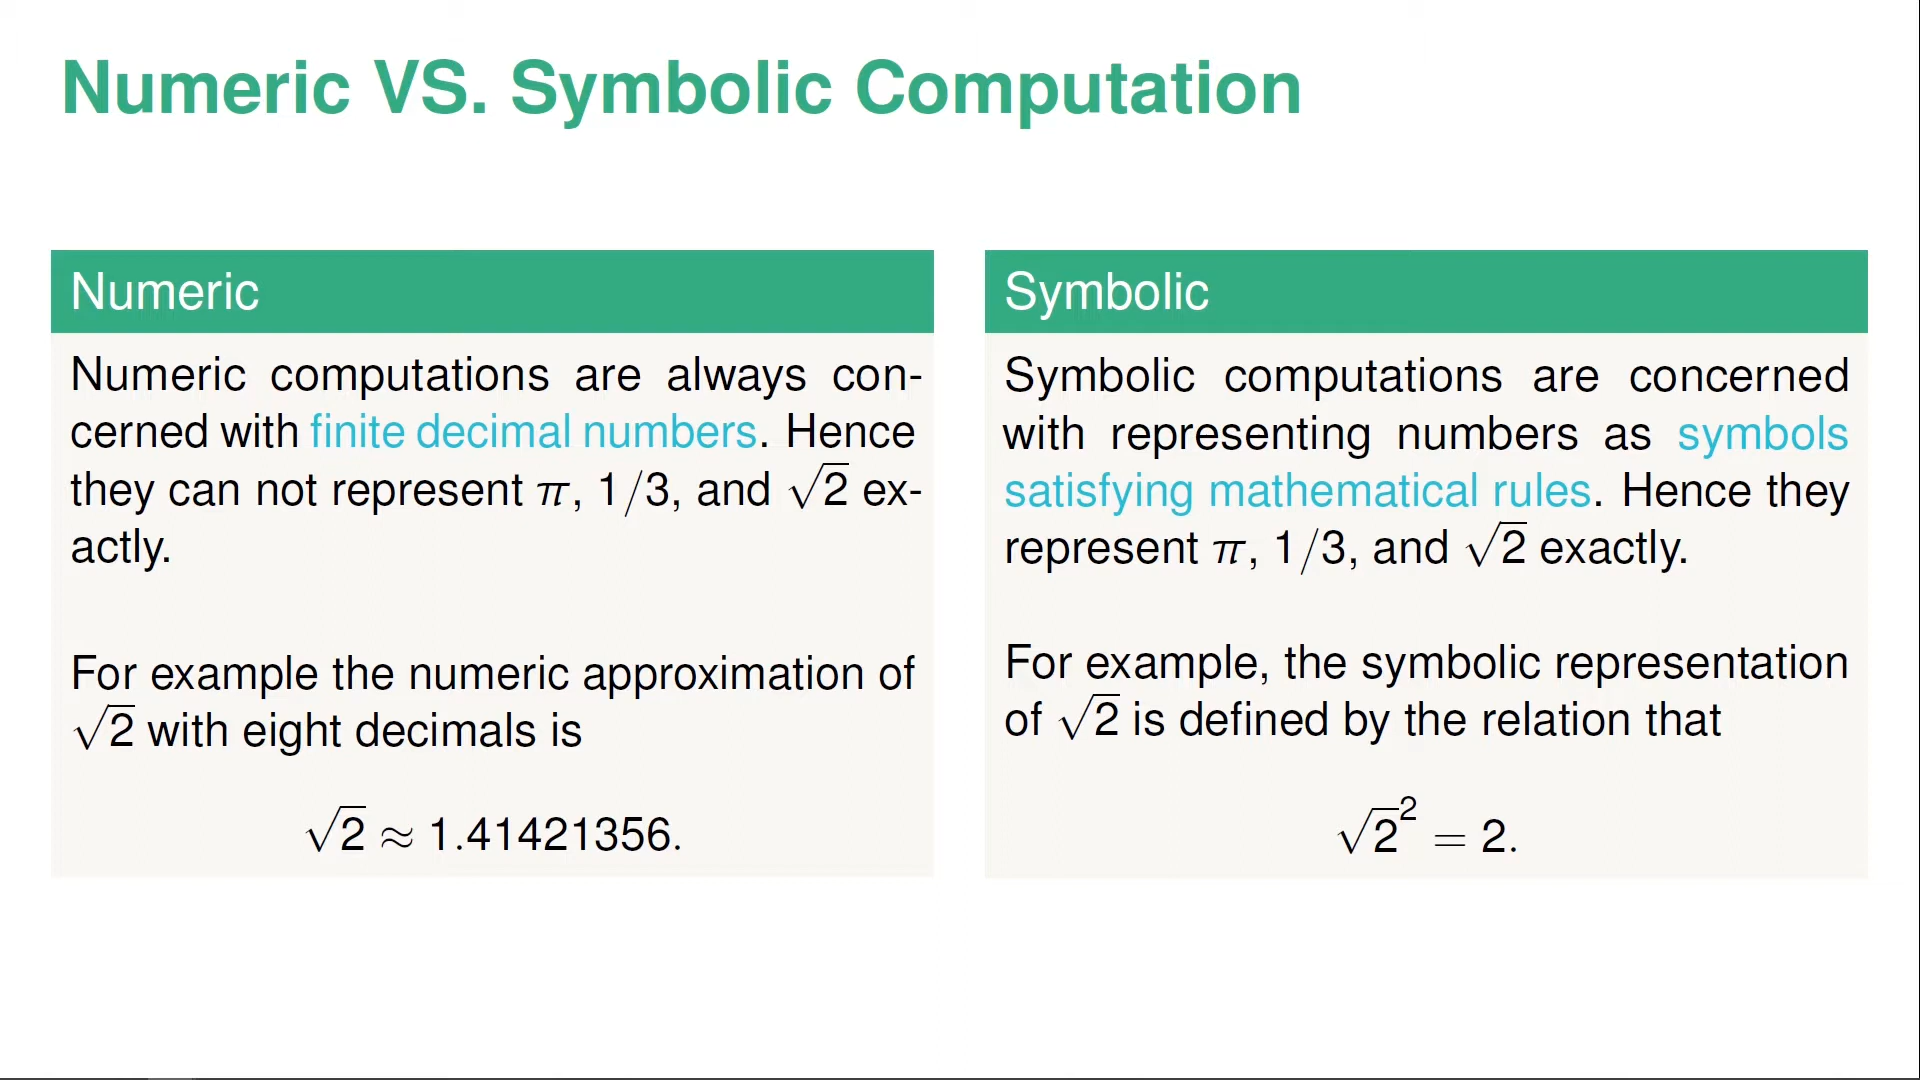 Numeric VS. Symbolic Computation
Numeric
Numeric computations are always con-
cerned with finite decimal numbers. Hence
they can not represent π, 1/3, and √2 ex-
actly.
For example the numeric approximation of
√2 with eight decimals is
√2 ≈ 1.41421356.
Symbolic
Symbolic computations are concerned
with representing numbers as symbols
satisfying mathematical rules. Hence they
represent π, 1/3, and √2 exactly.
For example, the symbolic representation
of √2 is defined by the relation that
√2² = 2.